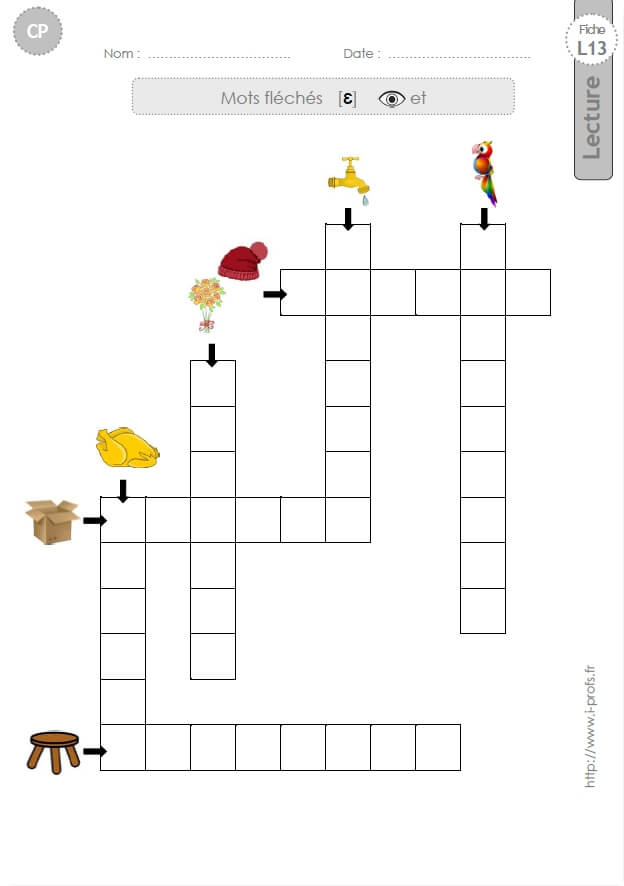 CP
Nom : ................................
Date : ................................
Fiche
L13
Lecture
Mots fléchés [ɛ] et
http://www.i-profs.fr